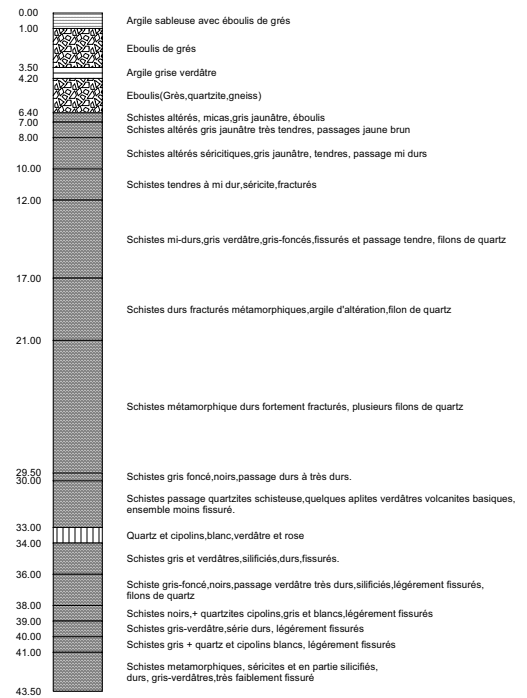 0.00
Argile sableuse avec éboulis de grés
1.00
Eboulis de grés
3.50
Argile grise verdâtre
4.20
Eboulis(Grès,quartzite,gneiss)
6.40
Schistes altérés, micas,gris jaunâtre, éboulis
7.00
Schistes altérés gris jaunâtre très tendres, passages jaune brun
8.00
Schistes altérés séricitiques,gris jaunâtre, tendres, passage mi durs
10.00
Schistes tendres à mi dur,séricite,fracturés
12.00
Schistes mi-durs,gris verdâtre,gris-foncés,fissurés et passage tendre, filons de quartz
17.00
Schistes durs fracturés métamorphiques,argile d'altération,filon de quartz
21.00
Schistes métamorphique durs fortement fracturés, plusieurs filons de quartz
29.50
Schistes gris foncé,noirs,passage durs à très durs.
30.00
Schistes passage quartzites schisteuse,quelques aplites verdâtres volcanites basiques,
ensemble moins fissuré.
33.00
Quartz et cipolins,blanc,verdâtre et rose
34.00
Schistes gris et verdâtres,silificiés,durs,fissurés.
36.00
Schiste gris-foncé,noirs,passage verdâtre très durs,silificiés,légérement fissurés,
filons de quartz
38.00
Schistes noirs,+ quartzites cipolins,gris et blancs,légérement fissurés
39.00
Schistes gris-verdâtre,série durs, légérement fissurés
40.00
Schistes gris + quartz et cipolins blancs, légérement fissurés
41.00
Schistes metamorphiques, séricites et en partie silicifiés,
durs, gris-verdâtres,très faiblement fissuré
43.50